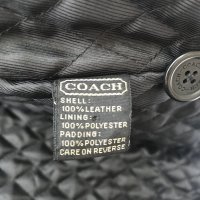 COACH
SHELL:
100%LEATHER
LINING:
100%POLYESTER
PADDING:
100%POLYESTER
CARE ON REVERSE